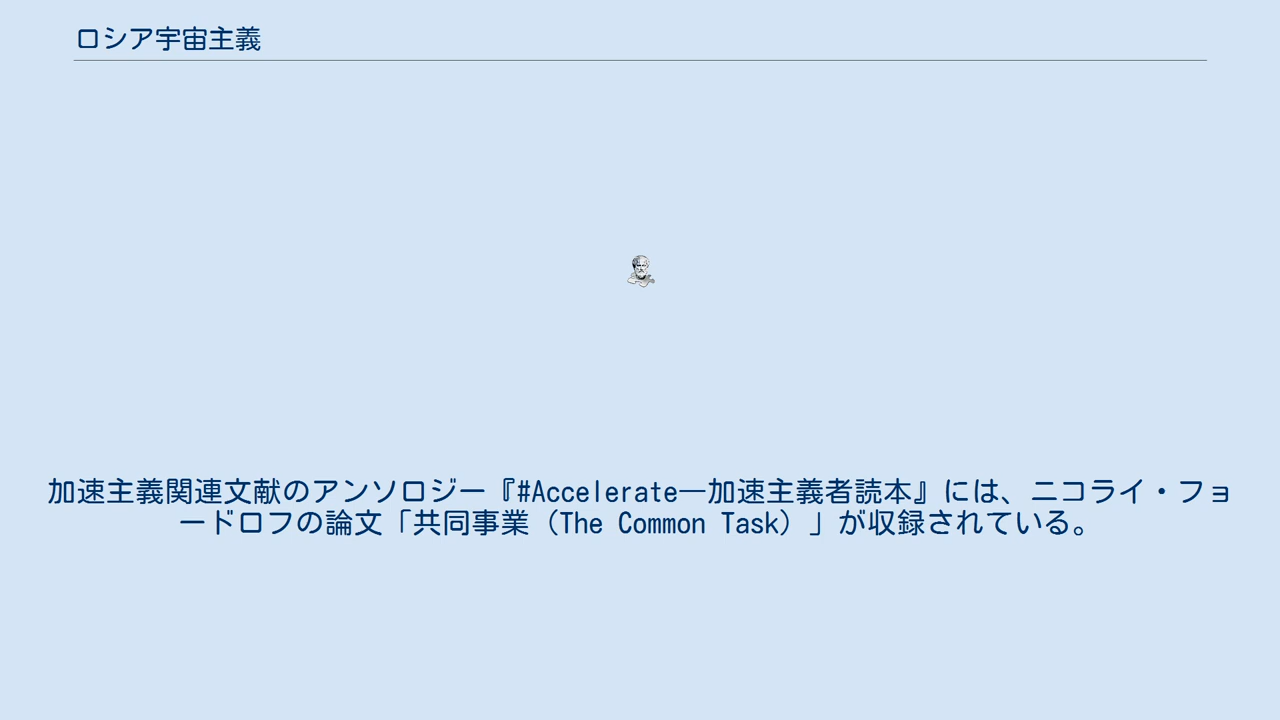 ロシア宇宙主義
加速主義関連文献のアンソロジー『#Accelerate―加速主義者読本』には、ニコライ・フョ
ードロフの論文「共同事業（The Common Task）」が収録されている。